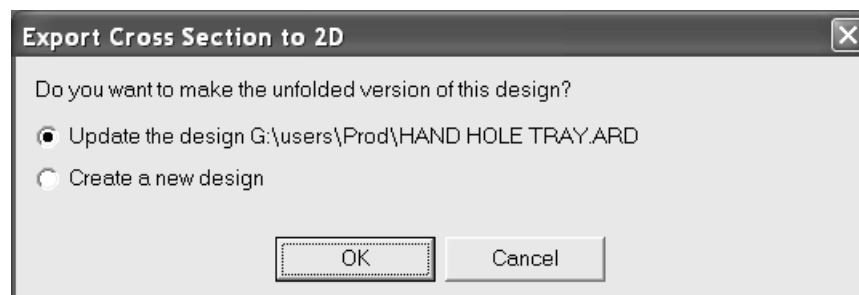 Export Cross Section to 2D
Do you want to make the unfolded version of this design?
Update the design G:\users\Prod\HAND HOLE TRAY.ARD
Create a new design
OK Cancel